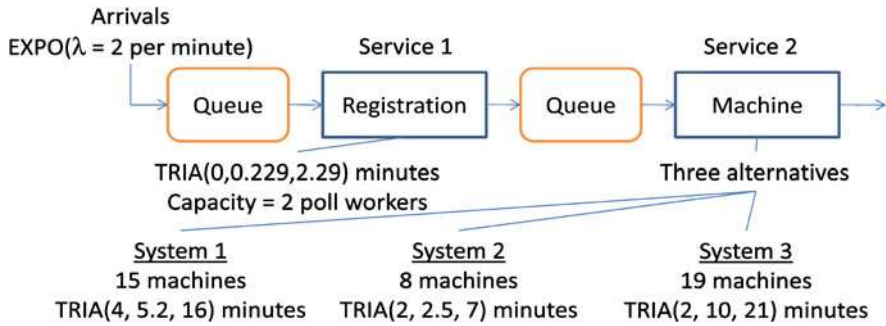 Arrivals
EXPO(λ = 2 per minute)
Service 1
Service 2
Queue
Registration
Queue
Machine
TRIA(0,0.229,2.29) minutes
Capacity = 2 poll workers
Three alternatives
System 1
15 machines
TRIA(4, 5.2, 16) minutes
System 2
8 machines
TRIA(2, 2.5, 7) minutes
System 3
19 machines
TRIA(2, 10, 21) minutes